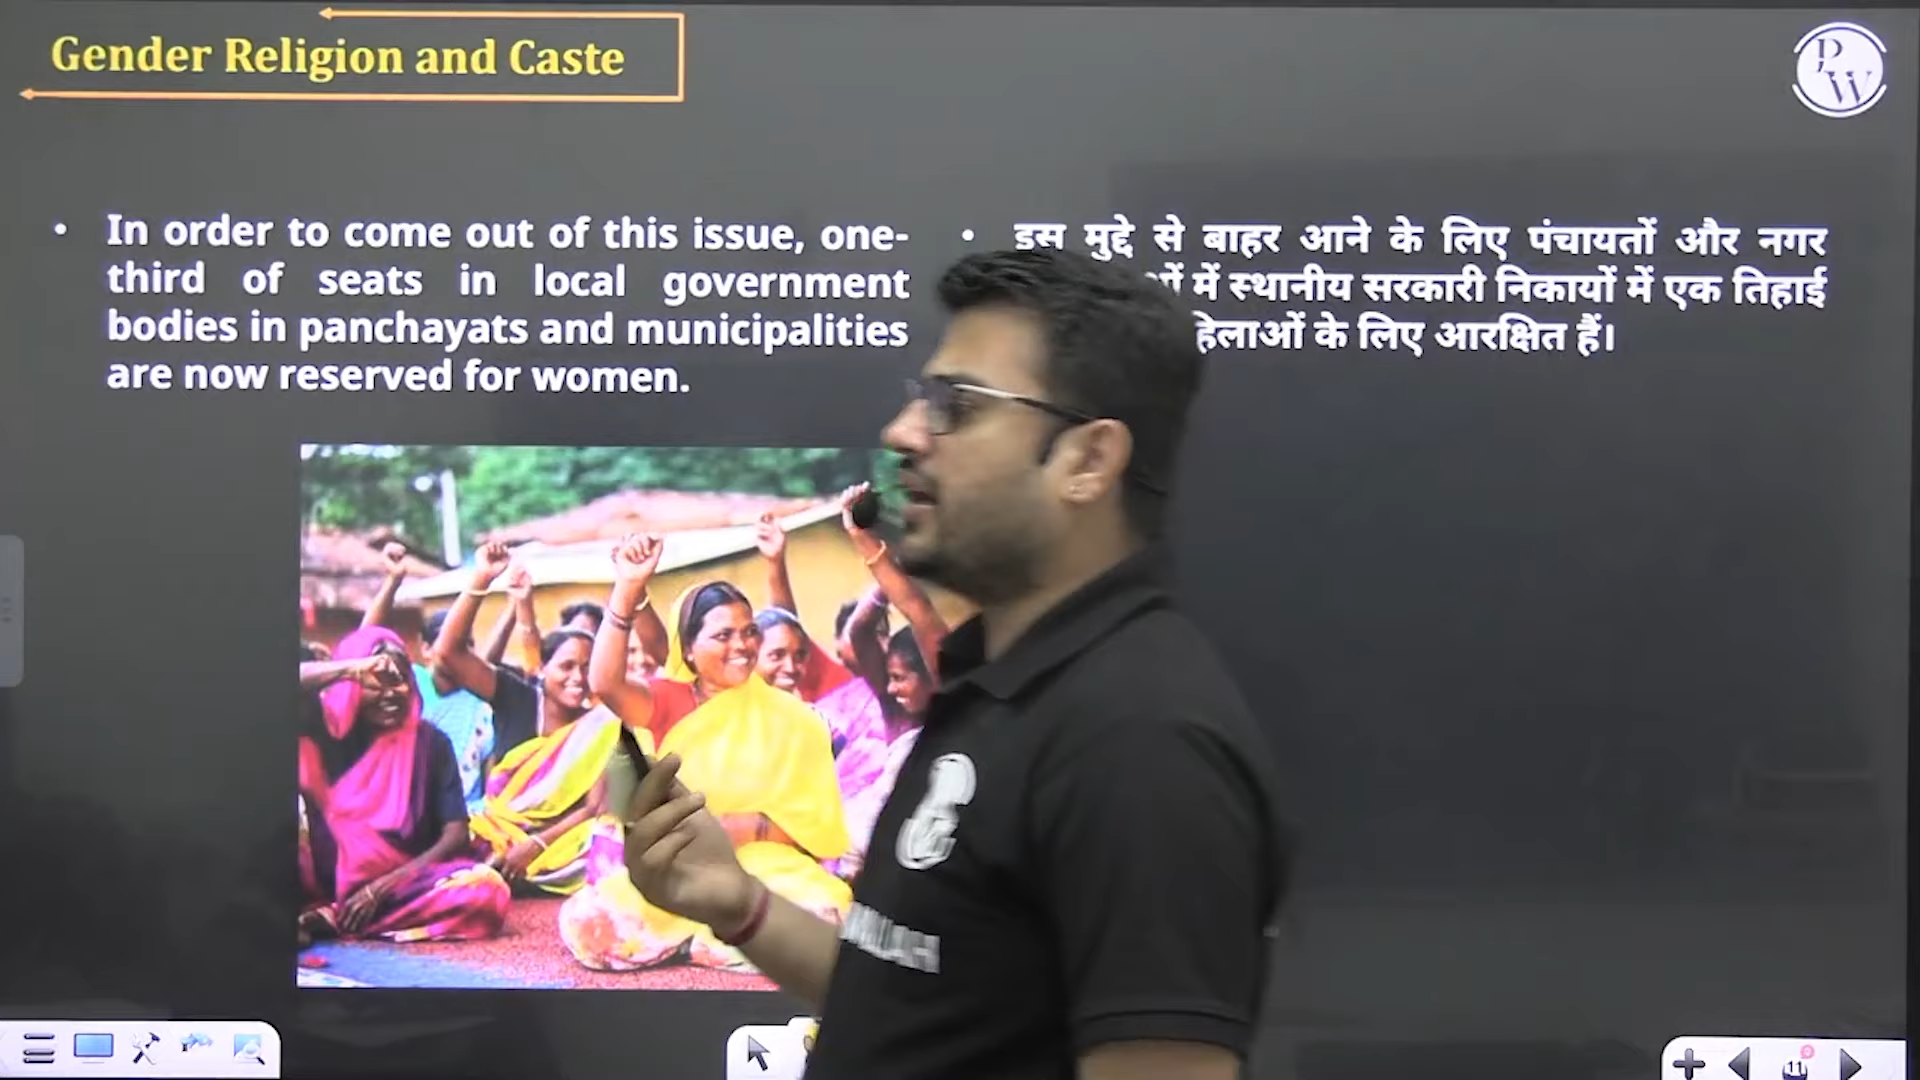 Gender Religion and Caste
PW
• In order to come out of this issue, one-
third of seats in local government
bodies in panchayats and municipalities
are now reserved for women.
• इस मुद्दे से बाहर आने के लिए पंचायतों और नगर
में स्थानीय सरकारी निकायों में एक तिहाई
के लिए आरक्षित हैं।
11